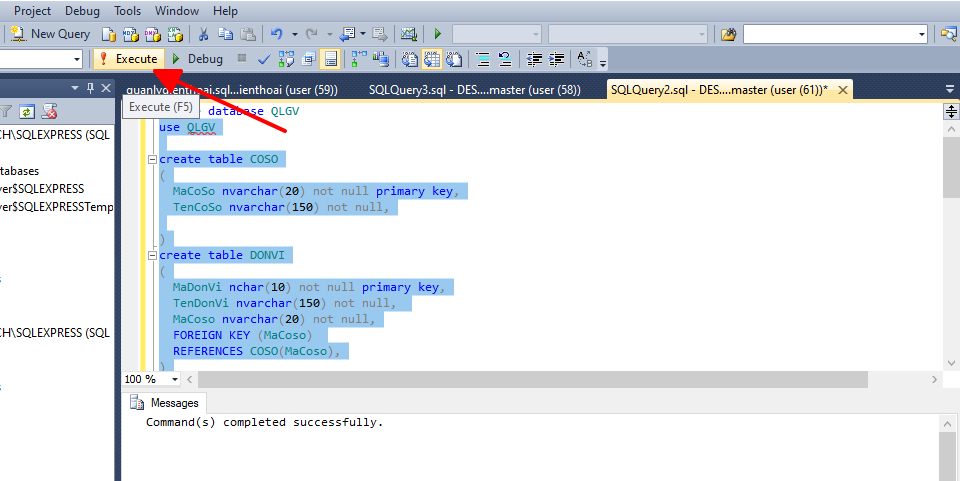 Project Debug Tools Window Help
New Query
Execute Debug
quanlydienthoai.sql...ienthoai (user (59)) SQLQuery3.sql - DES....master (user (58)) SQLQuery2.sql - DES....master (user (61))*
Execute (F5)
database QLGV
use QLGV
CH\SQLEXPRESS (SQL
create table COSO
(
tabases
ver$SQLEXPRESS
MaCoSo nvarchar(20) not null primary key,
ver$SQLEXPRESSTemp
TenCoSo nvarchar(150) not null,
)
create table DONVI
(
MaDonVi nchar(10) not null primary key,
TenDonVi nvarchar(150) not null,
MaCoso nvarchar(20) not null,
CH\SQLEXPRESS (SQL
FOREIGN KEY (MaCoso)
REFERENCES COSO(MaCoso),
)
100 %
Messages
Command(s) completed successfully.